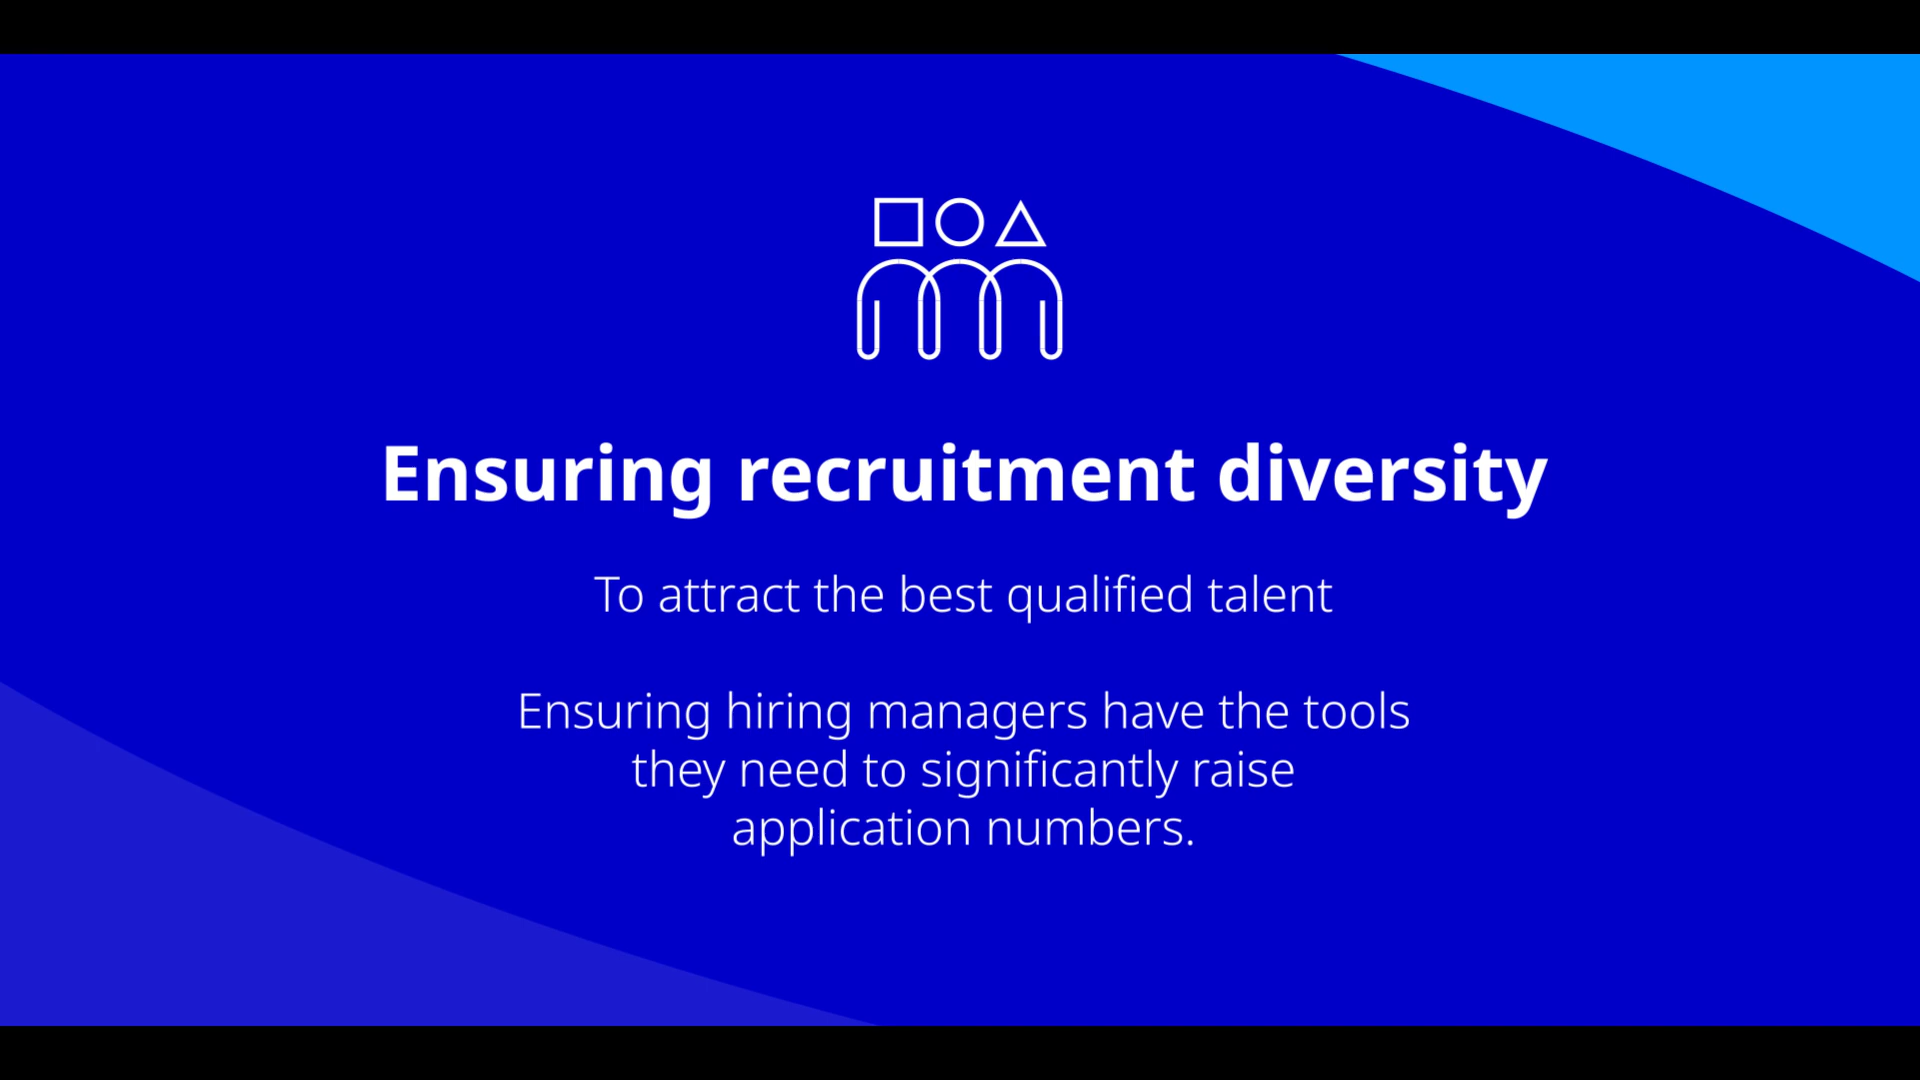 Ensuring recruitment diversity
To attract the best qualified talent
Ensuring hiring managers have the tools
they need to significantly raise
application numbers.